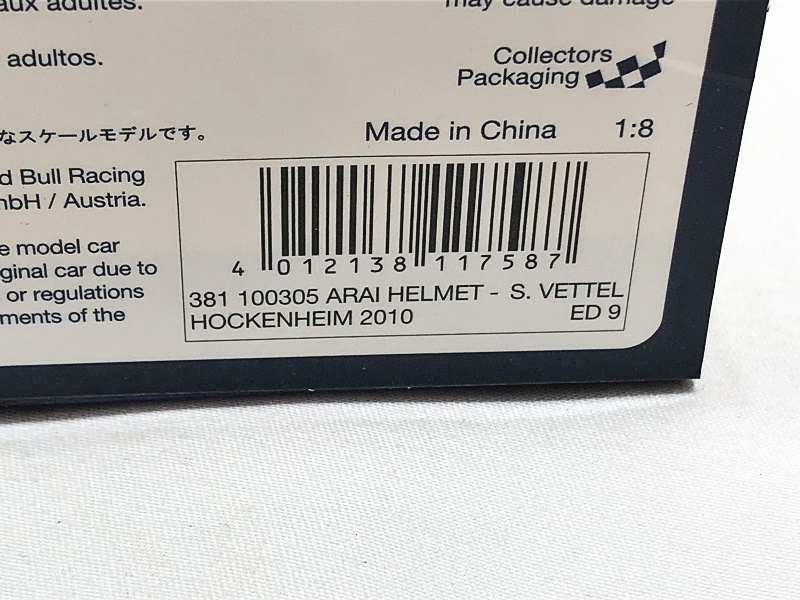 aux adultes.
may cause damage
adultos.
Collectors
Packaging
なスケールモデルです。
Made in China 1:8
d Bull Racing
nbH / Austria.
e model car
ginal car due to
or regulations
ments of the
4 012138 117587
381 100305 ARAI HELMET - S. VETTEL
HOCKENHEIM 2010 ED 9